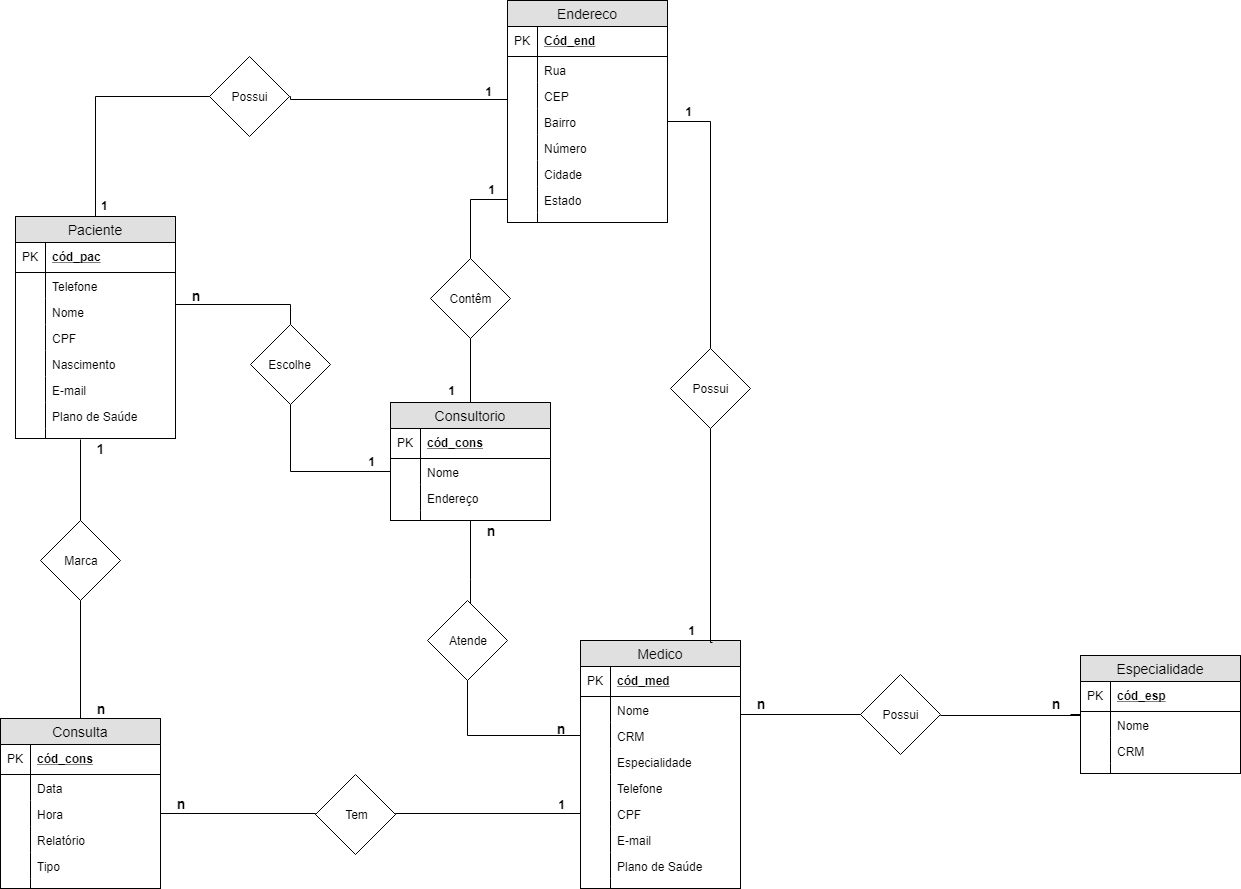 Endereco
PK Cód_end
Rua
CEP
Bairro
Número
Cidade
Estado
Possui
1
1
1
1
Paciente
PK cód_pac
Telefone
Nome
CPF
Nascimento
E-mail
Plano de Saúde
n
Escolhe
1
Contêm
1
Consultorio
PK cód_cons
Nome
Endereço
n
Possui
1
1
Marca
n
Atende
n
Medico
PK cód_med
Nome
CRM
Especialidade
Telefone
CPF
E-mail
Plano de Saúde
n
Possui
n
Especialidade
PK cód_esp
Nome
CRM
Consulta
PK cód_cons
Data
Hora
Relatório
Tipo
n
Tem
1